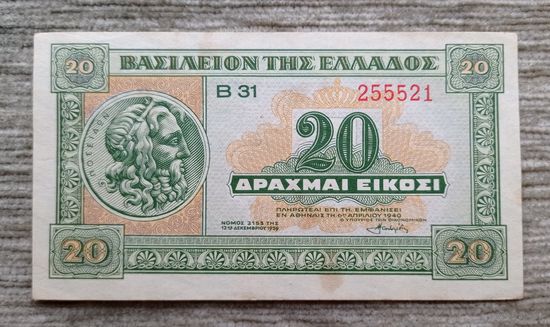 20 ΒΑΣΙΛΕΙΟΝ ΤΗΣ ΕΛΛΑΔΟΣ 20
Β 31 255521
ΠΟΣΕΙΔΩΝ
20
ΔΡΑΧΜΑΙ ΕΙΚΟΣΙ
ΠΛΗΡΩΤΕΑΙ ΕΠΙ ΤΗ ΕΜΦΑΝΙΣΕΙ
ΕΝ ΑΘΗΝΑΙΣ ΤΗ 6η ΑΠΡΙΛΙΟΥ 1940
ΝΟΜΟΣ 2153 ΤΗΣ
Ο ΥΠΟΥΡΓΟΣ ΤΩΝ ΟΙΚΟΝΟΜΙΚΩΝ
12ης ΔΕΚΕΜΒΡΙΟΥ 1939
20 20